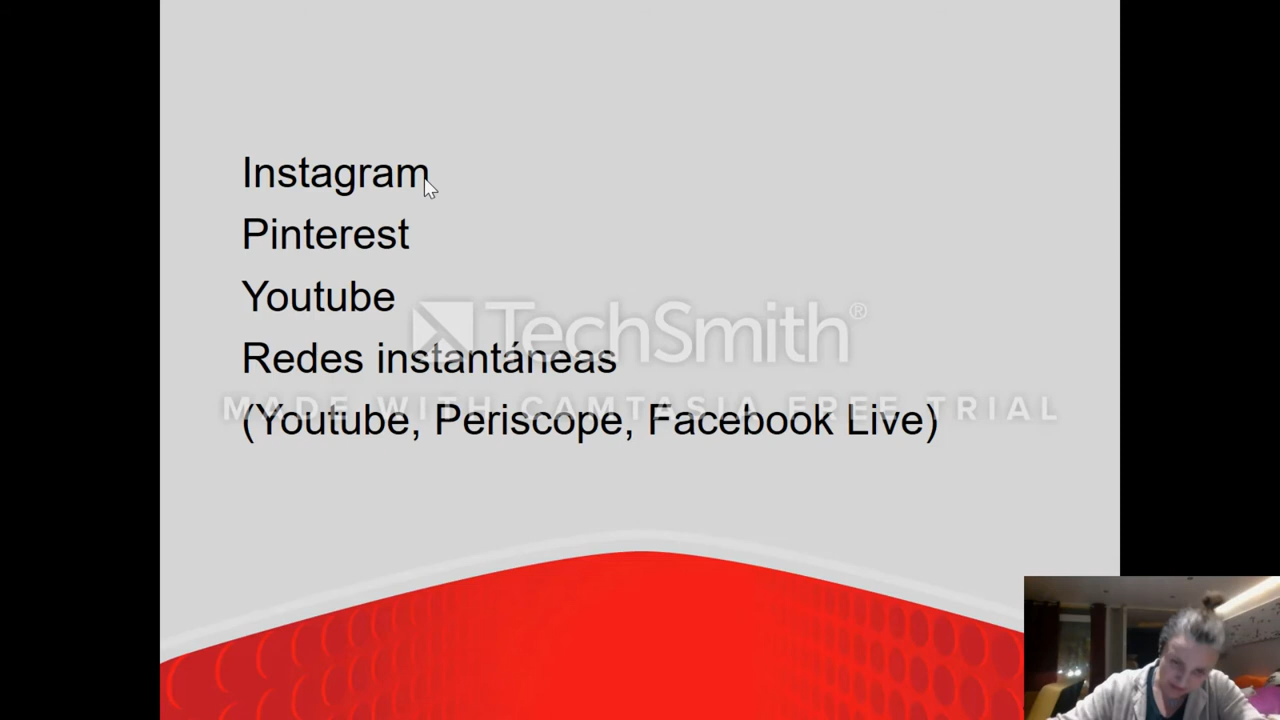 Instagram
Pinterest
Youtube
TechSmith®
Redes instantáneas
MADE WITH CAMTASIA FREE TRIAL
(Youtube, Periscope, Facebook Live)